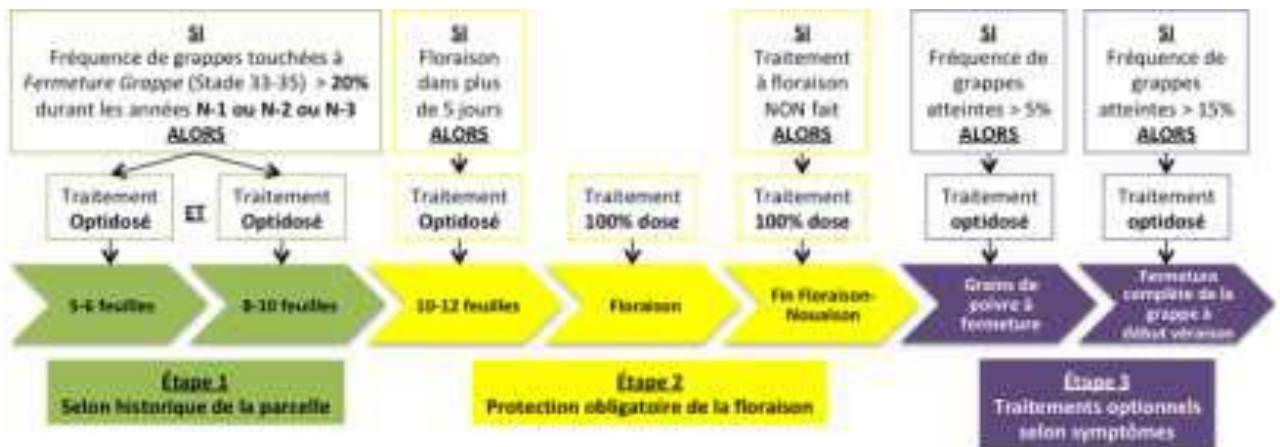 SI
Fréquence de grappes touchées à
Fermeture Grappe (Stade 33-35) > 20%
durant les années N-1 ou N-2 ou N-3
ALORS
SI
Floraison
dans plus
de 5 jours
ALORS
SI
Traitement
à floraison
NON fait
ALORS
SI
Fréquence de
grappes
atteintes > 5%
ALORS
SI
Fréquence de
grappes
atteintes > 15%
ALORS
Traitement
Optidosé
ET
Traitement
Optidosé
Traitement
Optidosé
Traitement
100% dose
Traitement
100% dose
Traitement
optidosé
Traitement
optidosé
5-6 feuilles
8-10 feuilles
10-12 feuilles
Floraison
Fin Floraison-
Nouaison
Grains de
poivre à
fermeture
Fermeture
complète de la
grappe à
début véraison
Étape 1
Selon historique de la parcelle
Étape 2
Protection obligatoire de la floraison
Étape 3
Traitements optionnels
selon symptômes